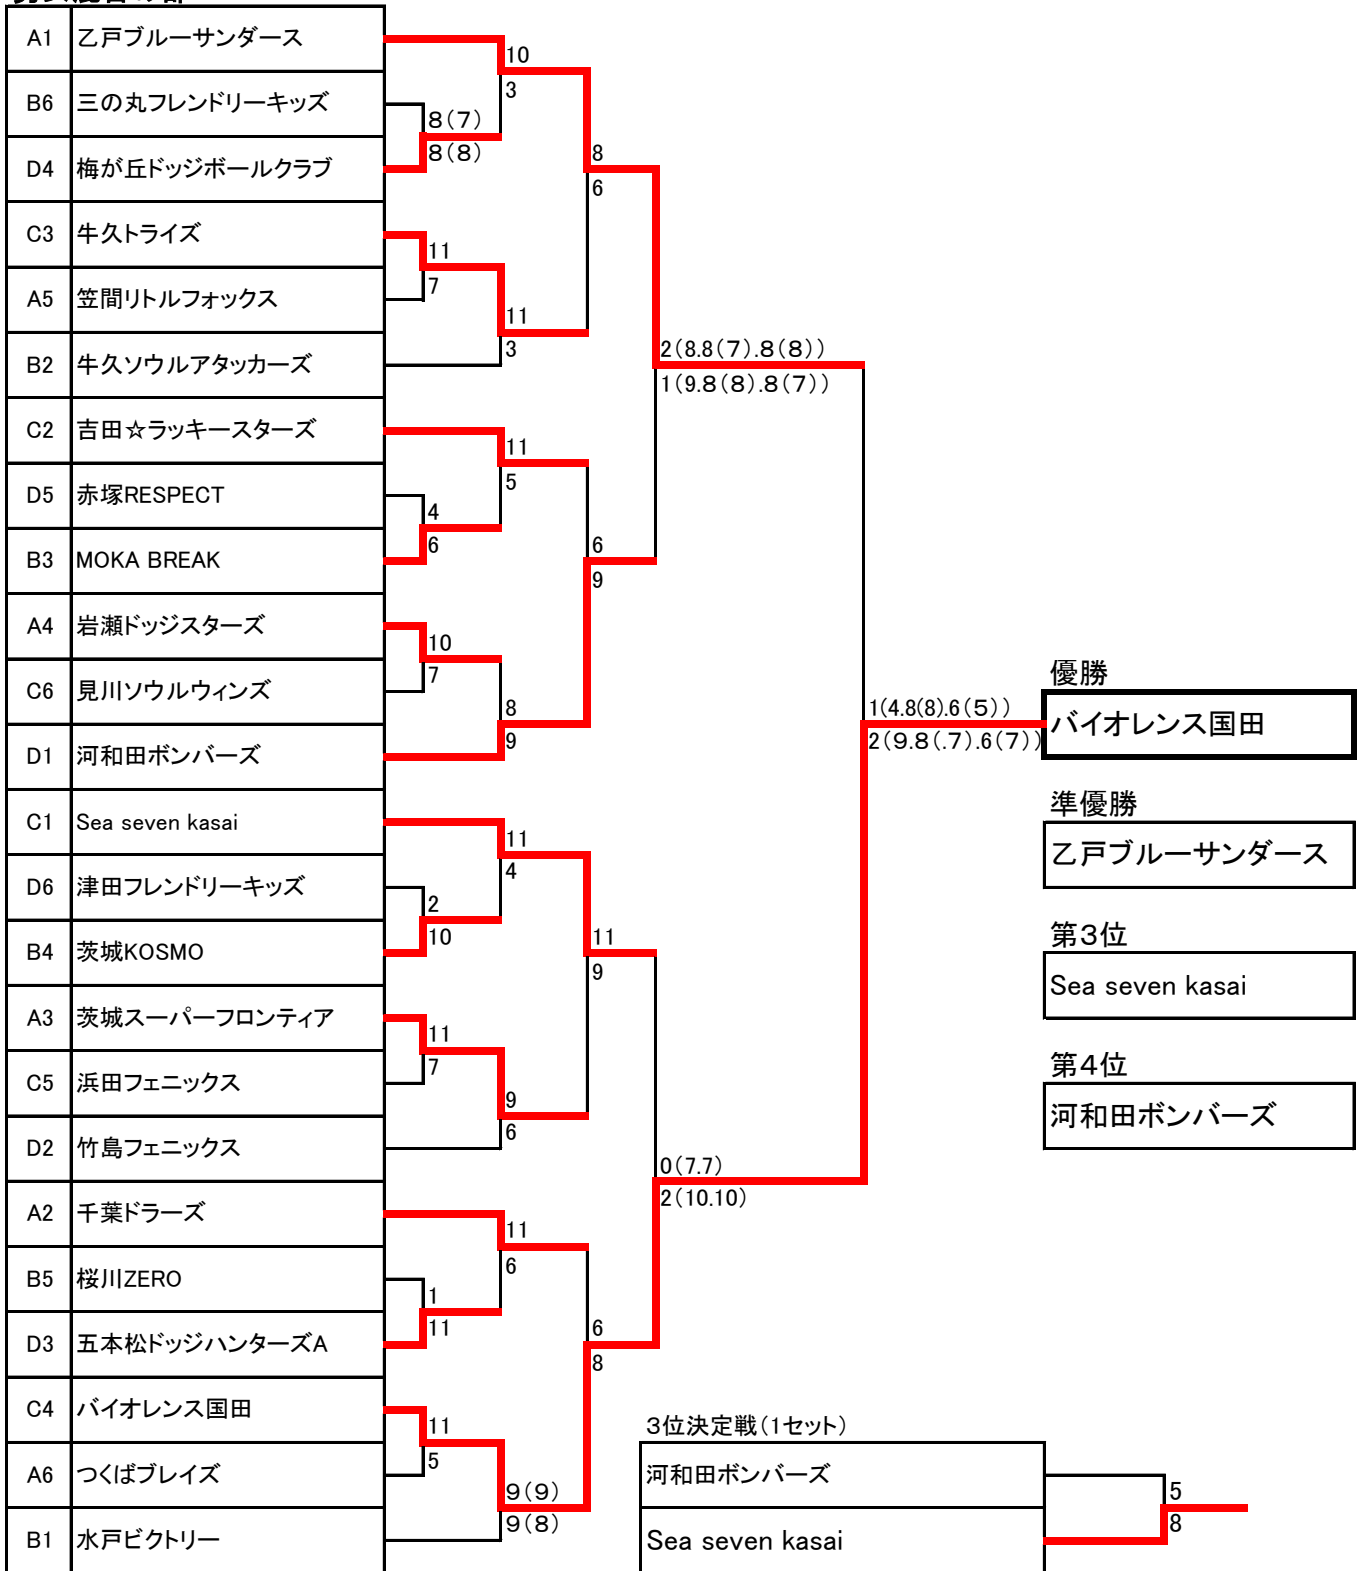 A1 乙戸ブルーサンダース
10
3
B6 三の丸フレンドリーキッズ
8(7)
8(8)
D4 梅が丘ドッジボールクラブ
8
6
C3 牛久トライズ
11
7
A5 笠間リトルフォックス
11
3
B2 牛久ソウルアタッカーズ
2(8.8(7).8(8))
1(9.8(8).8(7))
C2 吉田☆ラッキースターズ
11
5
D5 赤塚RESPECT
4
6
B3 MOKA BREAK
6
9
A4 岩瀬ドッジスターズ
10
7
C6 見川ソウルウィンズ
8
9
D1 河和田ボンバーズ
1(4.8(8).6(5))
2(9.8(.7).6(7))
優勝
バイオレンス国田
準優勝
乙戸ブルーサンダース
第3位
Sea seven kasai
第4位
河和田ボンバーズ
C1 Sea seven kasai
11
4
D6 津田フレンドリーキッズ
2
10
B4 茨城KOSMO
11
9
A3 茨城スーパーフロンティア
11
7
C5 浜田フェニックス
9
6
D2 竹島フェニックス
0(7.7)
2(10.10)
A2 千葉ドラーズ
11
6
B5 桜川ZERO
1
11
D3 五本松ドッジハンターズA
6
8
C4 バイオレンス国田
11
5
A6 つくばブレイズ
9(9)
9(8)
B1 水戸ビクトリー
3位決定戦(1セット)
河和田ボンバーズ
5
8
Sea seven kasai